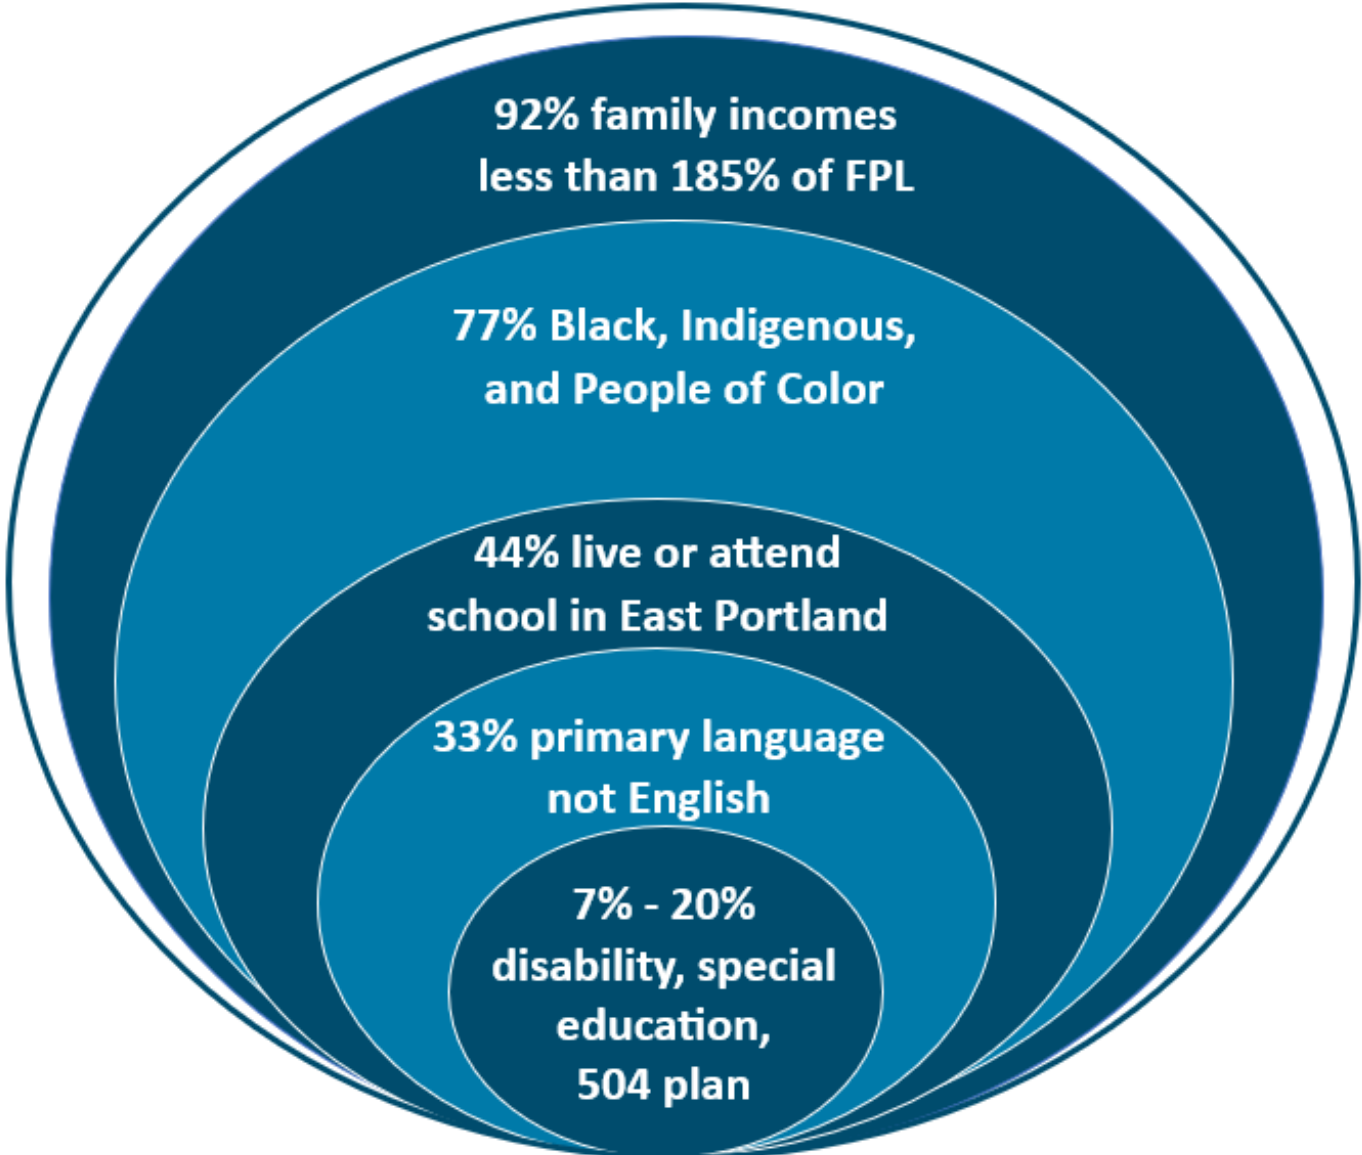 92% family incomes
less than 185% of FPL
77% Black, Indigenous,
and People of Color
44% live or attend
school in East Portland
33% primary language
not English
7% - 20%
disability, special
education,
504 plan